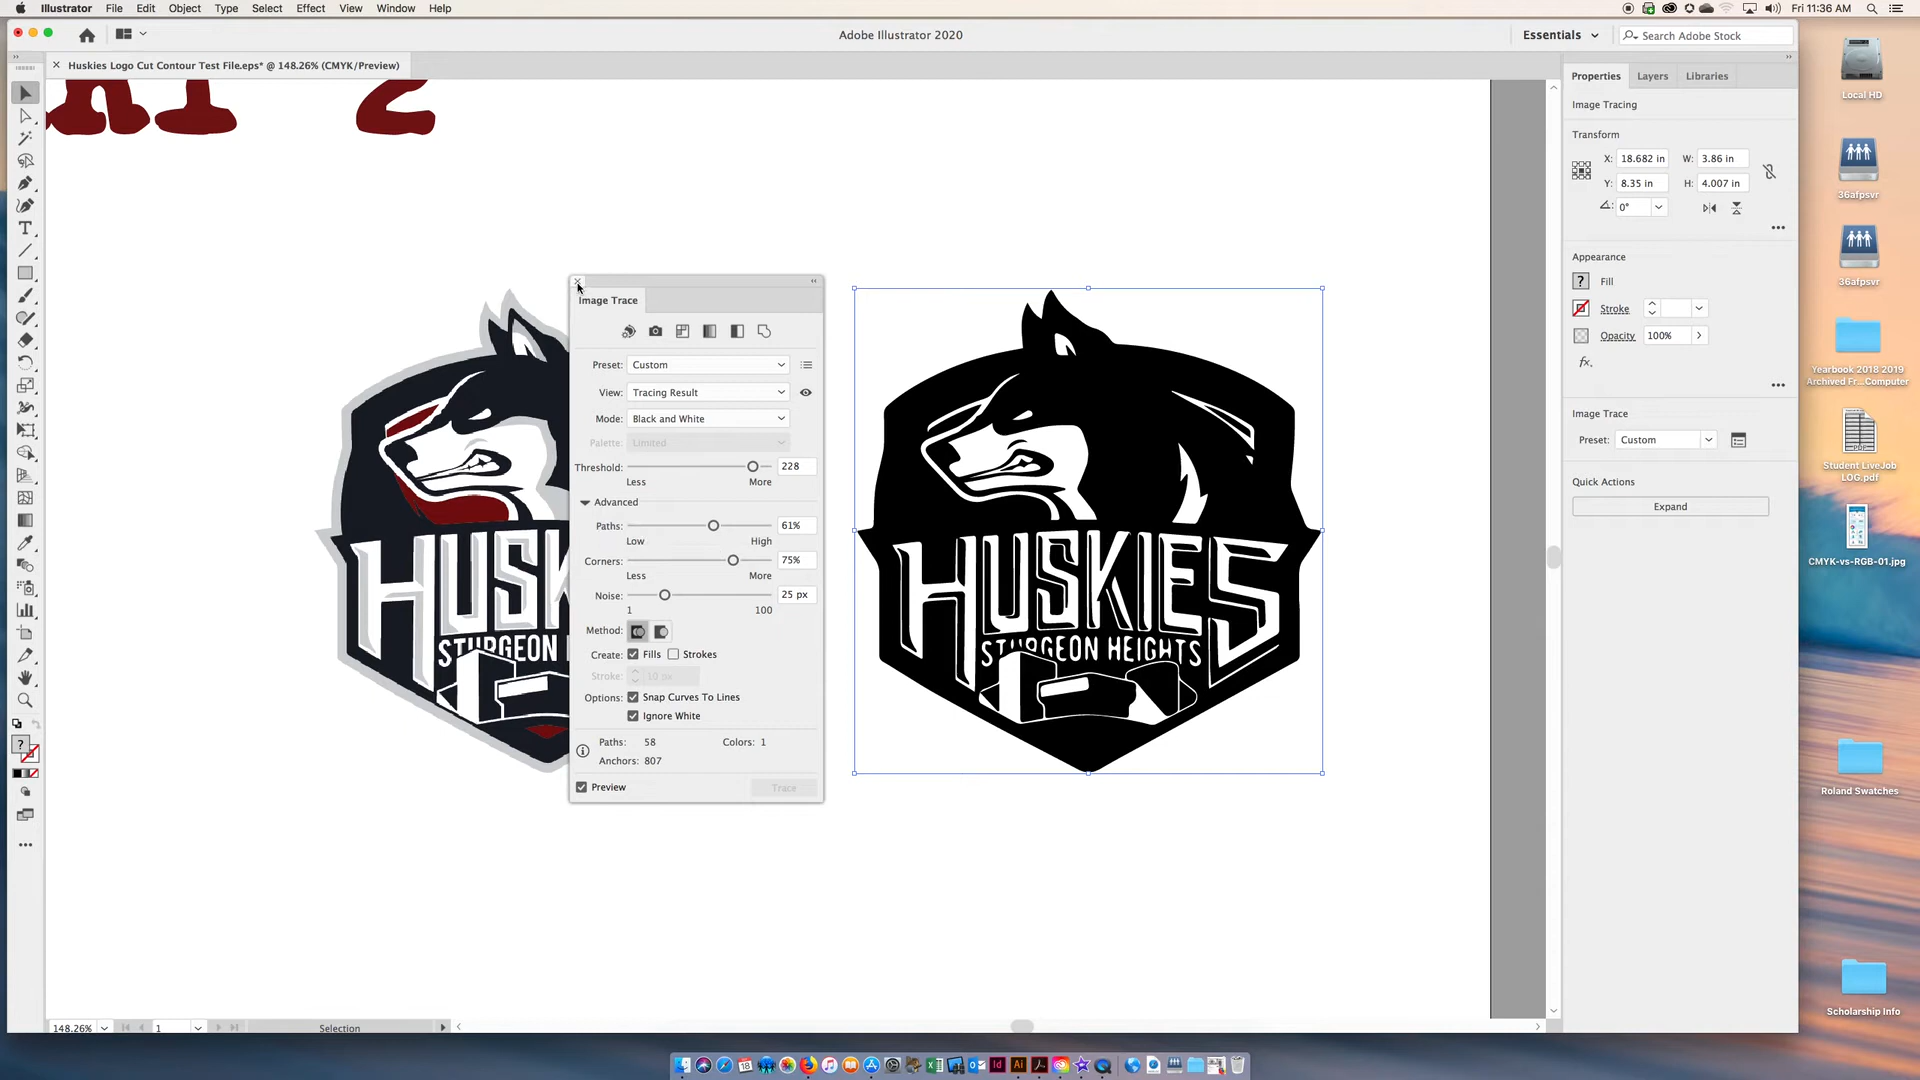 Illustrator File Edit Object Type Select Effect View Window Help
Fri 11:36 AM
Adobe Illustrator 2020
Essentials
Search Adobe Stock
Huskies Logo Cut Contour Test File.eps* @ 148.26% (CMYK/Preview)
Properties Layers Libraries
Image Tracing
Transform
X: 18.682 in W: 3.86 in
Y: 8.35 in H: 4.007 in
0°
Appearance
? Fill
Stroke
Opacity 100%
fx.
Image Trace
Preset: Custom
Quick Actions
Expand
Image Trace
Preset: Custom
View: Tracing Result
Mode: Black and White
Palette: Limited
Threshold: 228
Less More
Advanced
Paths: 61%
Low High
Corners: 75%
Less More
Noise: 25 px
1 100
Method:
Create: Fills Strokes
Stroke: 10 px
Options: Snap Curves To Lines
Ignore White
Paths: 58 Colors: 1
Anchors: 807
Preview Trace
HUSK
STURGEON H
HUSKIES
STURGEON HEIGHTS
148.26% 1 Selection
Local HD
36afpsvr
36afpsvr
Yearbook 2018 2019
Archived Fr...Computer
Student LiveJob
LOG.pdf
CMYK-vs-RGB-01.jpg
Roland Swatches
Scholarship Info